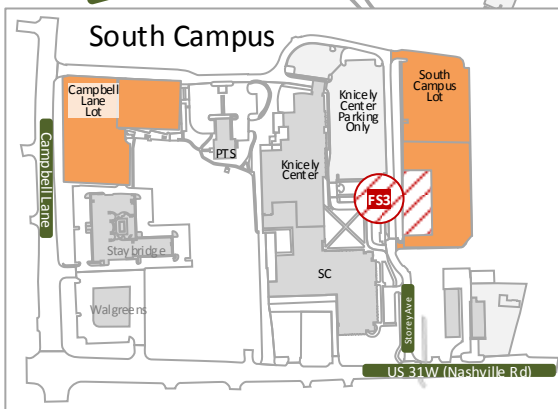 South Campus
Campbell
Lane
Lot
Campbell Lane
PTS
Knicely
Center
Knicely
Center
Parking
Only
South
Campus
Lot
FS3
Staybridge
Walgreens
SC
Storey Ave
US 31W (Nashville Rd)